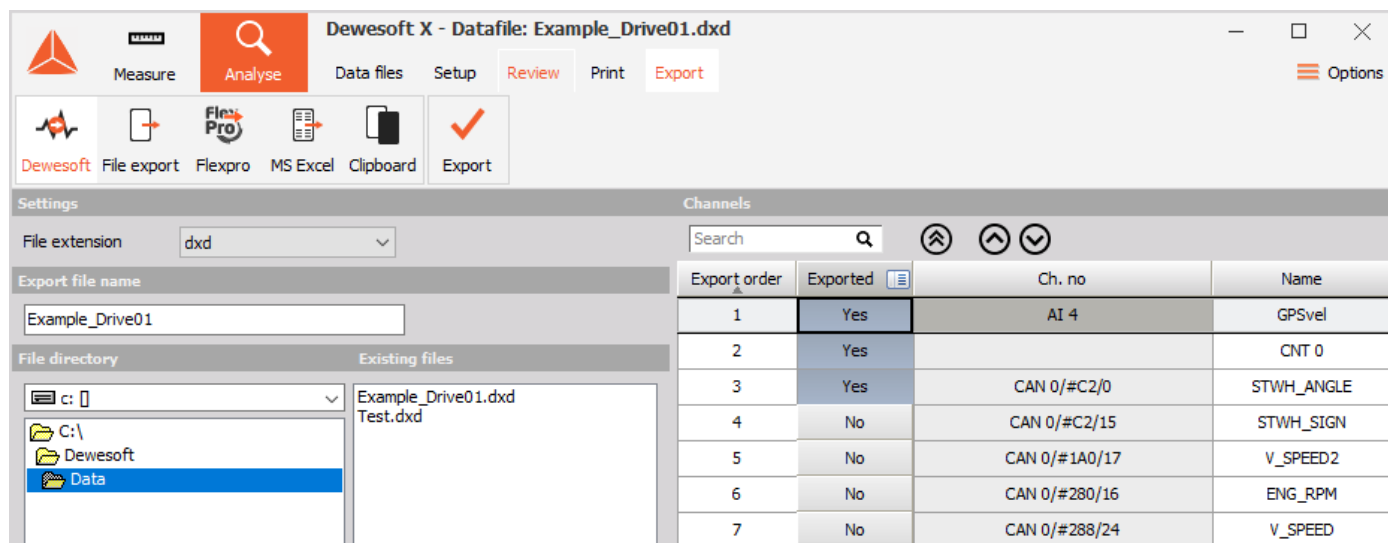 Dewesoft X - Datafile: Example_Drive01.dxd
Measure Analyse Data files Setup Review Print Export Options
Flex
Pro
Dewesoft File export Flexpro MS Excel Clipboard Export
Settings Channels
File extension dxd Search
Export file name Export order Exported Ch. no Name
Example_Drive01 1 Yes AI 4 GPSvel
File directory Existing files 2 Yes CNT 0
c: [] Example_Drive01.dxd 3 Yes CAN 0/#C2/0 STWH_ANGLE
Test.dxd
C:\ 4 No CAN 0/#C2/15 STWH_SIGN
Dewesoft 5 No CAN 0/#1A0/17 V_SPEED2
Data 6 No CAN 0/#280/16 ENG_RPM
7 No CAN 0/#288/24 V_SPEED